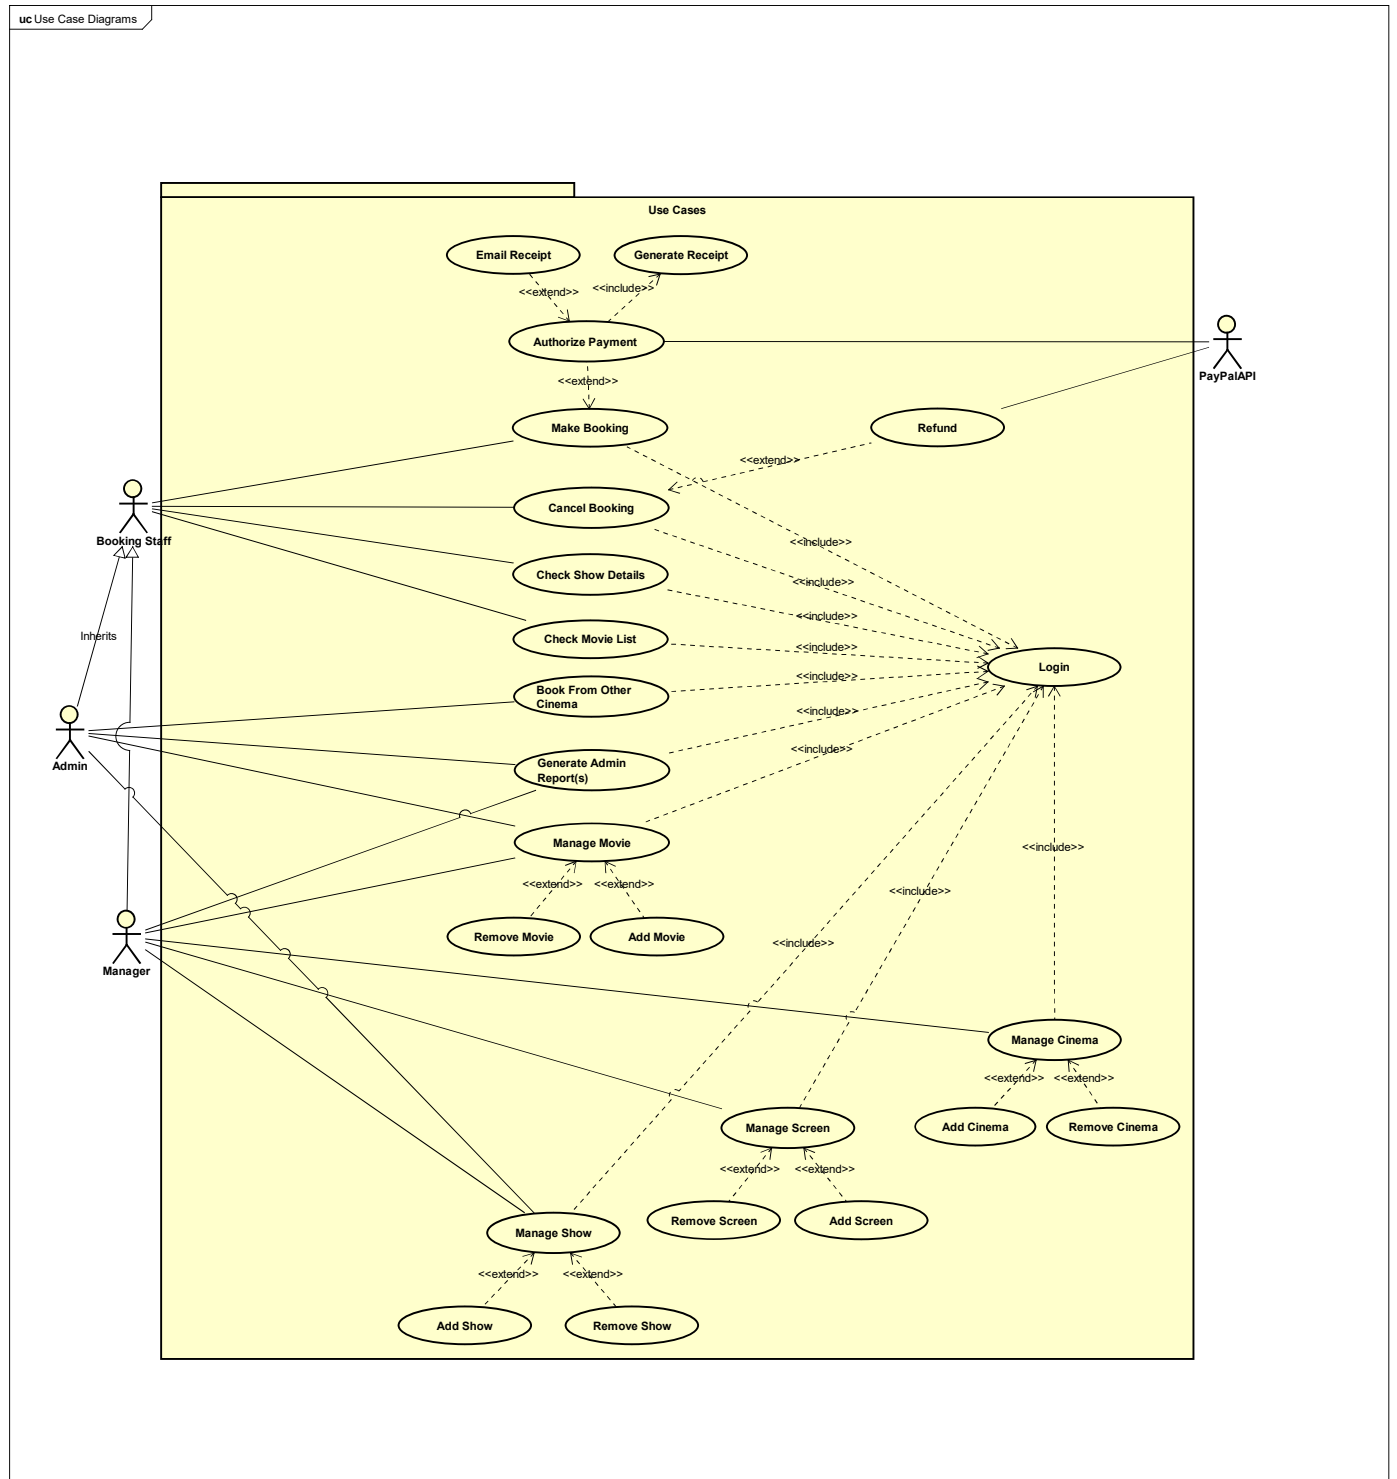 uc Use Case Diagrams
Use Cases
Email Receipt
Generate Receipt
<<extend>>
<<include>>
Authorize Payment
PayPalAPI
<<extend>>
Make Booking
Refund
<<extend>>
Cancel Booking
Booking Staff
<<include>>
Check Show Details
<<include>>
<<include>>
Inherits
Check Movie List
<<include>>
Login
<<include>>
Book From Other
Cinema
<<include>>
Admin
Generate Admin
Report(s)
<<include>>
Manage Movie
<<include>>
<<extend>>
<<extend>>
<<include>>
Remove Movie
Add Movie
<<include>>
Manager
Manage Cinema
<<extend>>
<<extend>>
Manage Screen
Add Cinema
Remove Cinema
<<extend>>
<<extend>>
Remove Screen
Add Screen
Manage Show
<<extend>>
<<extend>>
Add Show
Remove Show